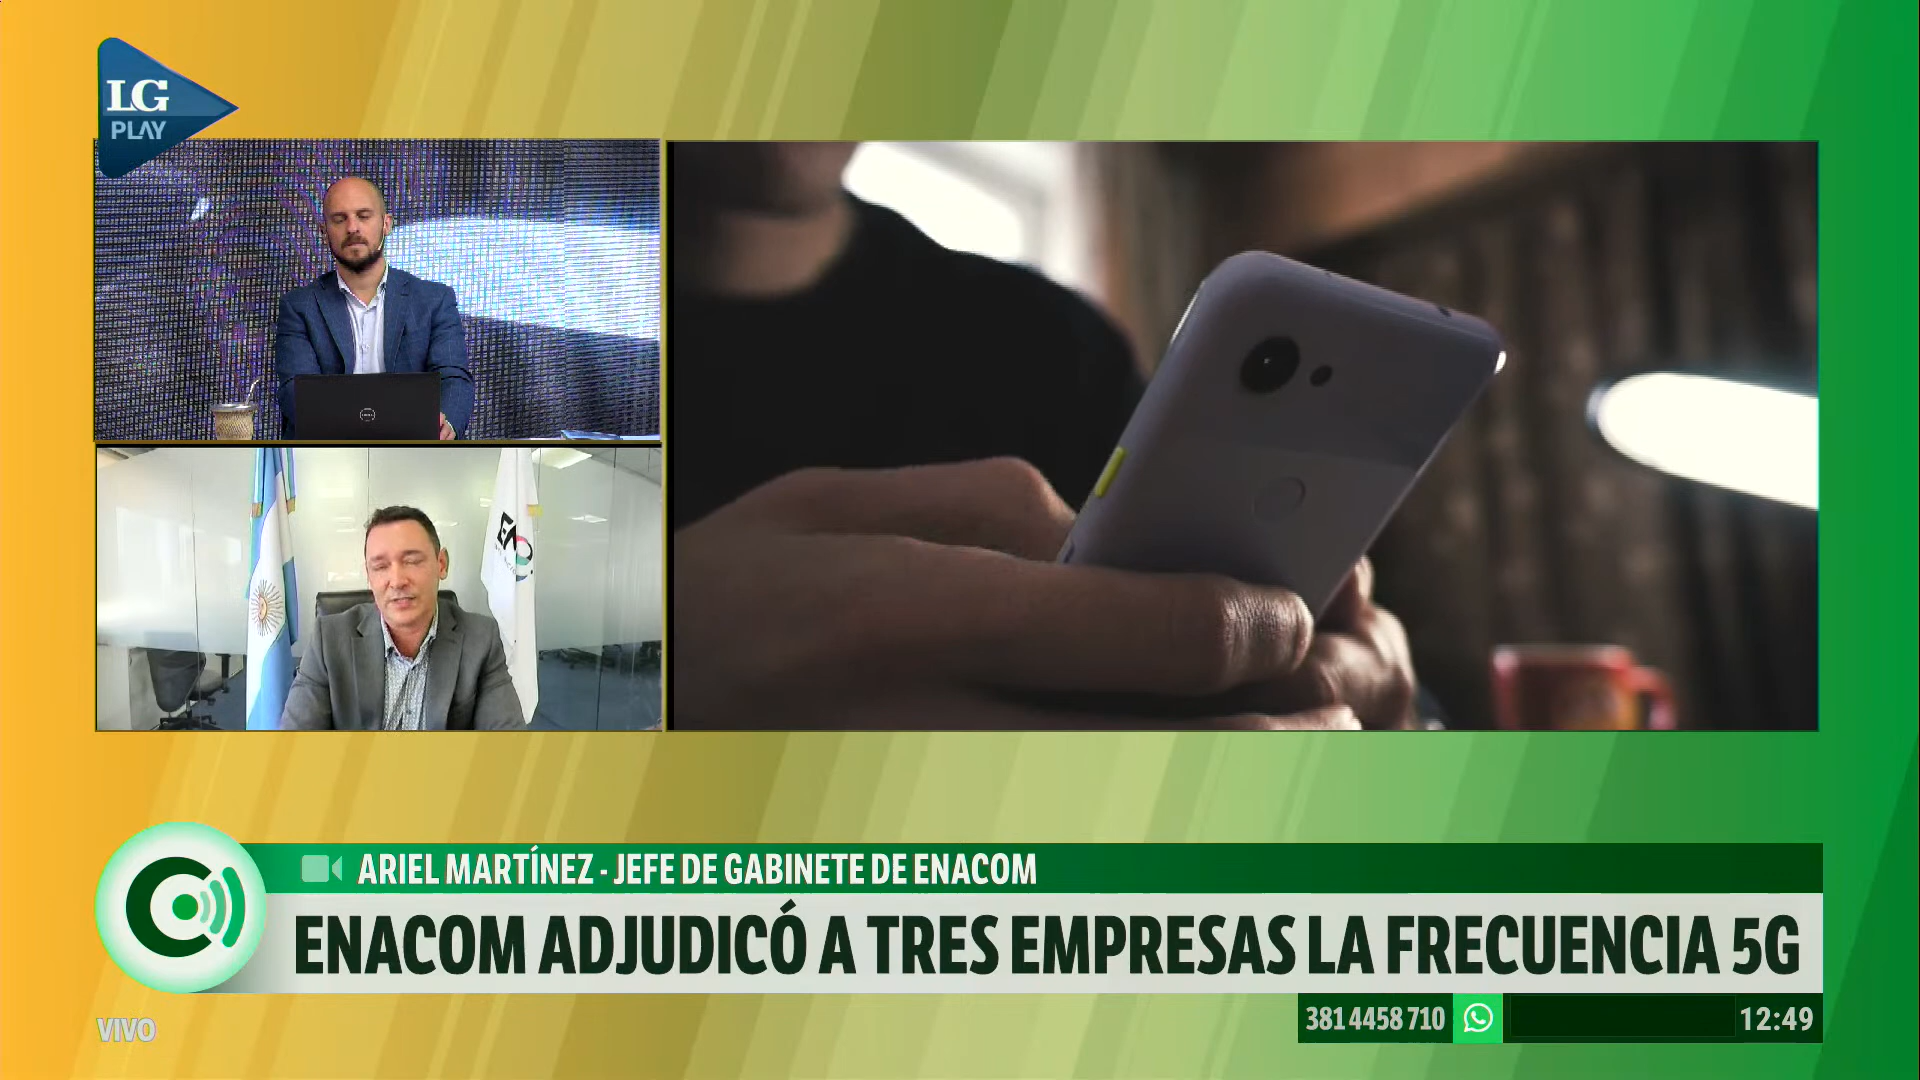 LG
PLAY
ARIEL MARTÍNEZ - JEFE DE GABINETE DE ENACOM
ENACOM ADJUDICÓ A TRES EMPRESAS LA FRECUENCIA 5G
381 4458 710
12:49
VIVO